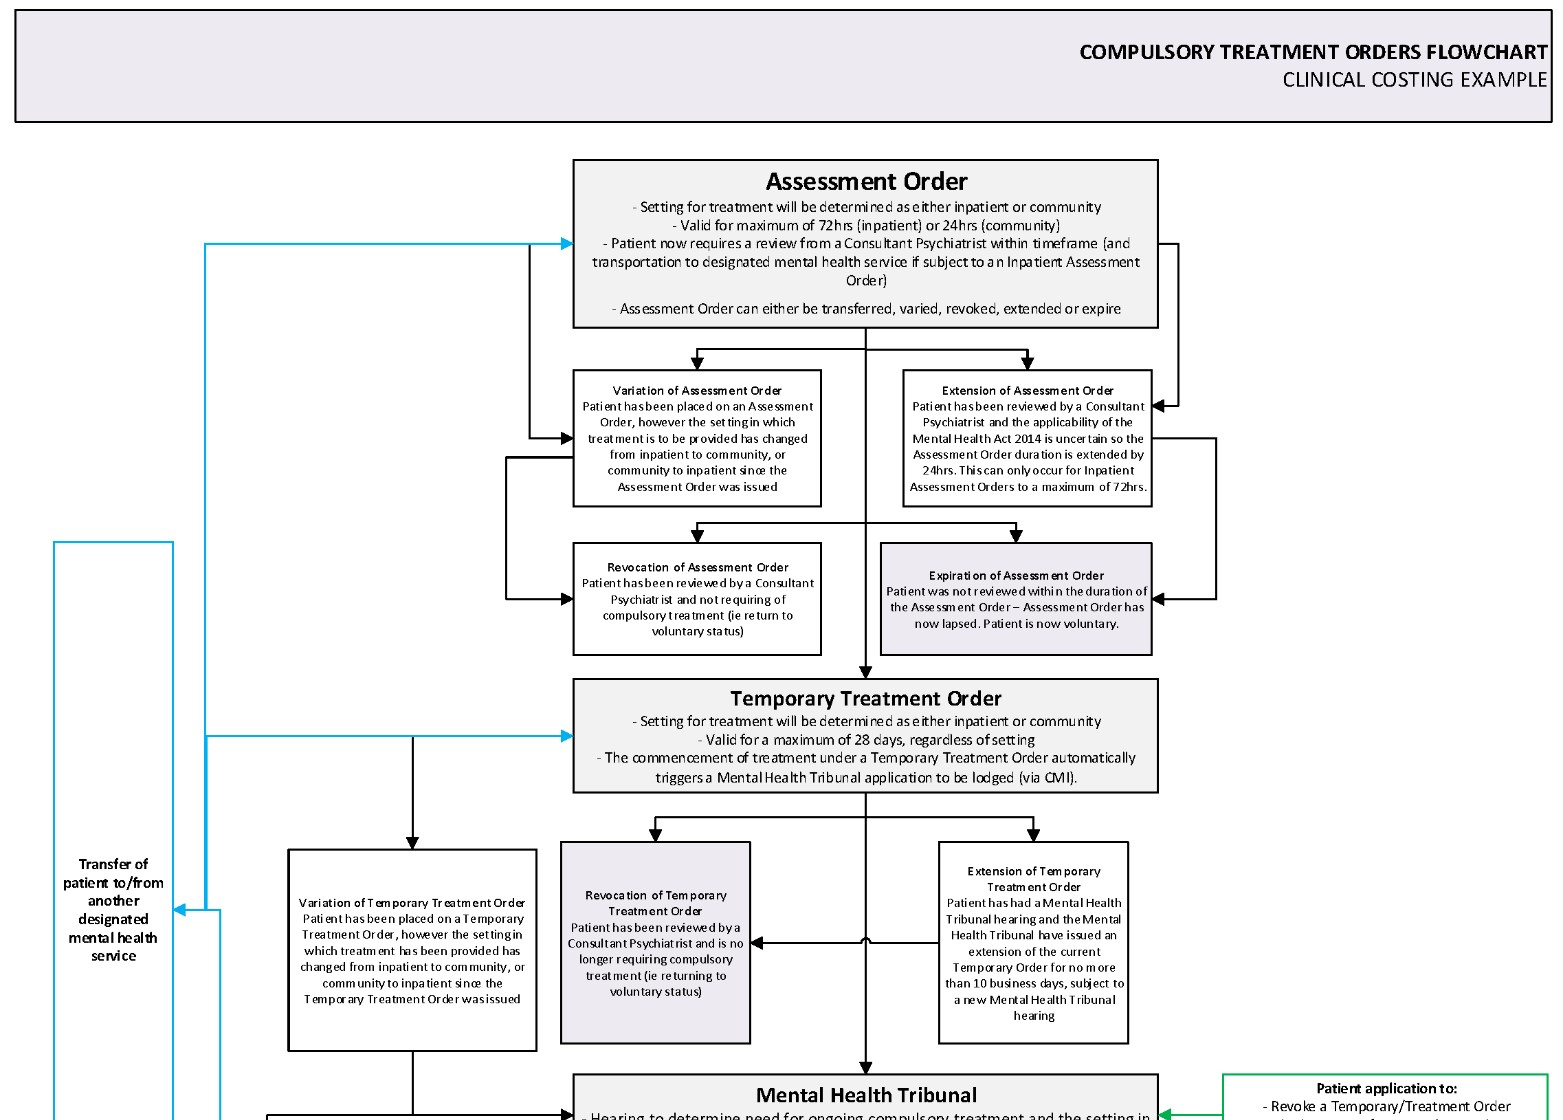 COMPULSORY TREATMENT ORDERS FLOWCHART
CLINICAL COSTING EXAMPLE
Assessment Order
- Setting for treatment will be determined as either inpatient or community
- Valid for maximum of 72hrs (inpatient) or 24hrs (community)
- Patient now requires a review from a Consultant Psychiatrist within timeframe (and
transportation to designated mental health service if subject to an Inpatient Assessment
Order)
- Assessment Order can either be transferred, varied, revoked, extended or expire
Variation of Assessment Order
Patient has been placed on an Assessment
Order, however the setting in which
treatment is to be provided has changed
from inpatient to community, or
community to inpatient since the
Assessment Order was issued
Extension of Assessment Order
Patient has been reviewed by a Consultant
Psychiatrist and the applicability of the
Mental Health Act 2014 is uncertain so the
Assessment Order duration is extended by
24hrs. This can only occur for Inpatient
Assessment Orders to a maximum of 72hrs.
Revocation of Assessment Order
Patient has been reviewed by a Consultant
Psychiatrist and not requiring of
compulsory treatment (ie return to
voluntary status)
Expiration of Assessment Order
Patient was not reviewed within the duration of
the Assessment Order – Assessment Order has
now lapsed. Patient is now voluntary.
Temporary Treatment Order
- Setting for treatment will be determined as either inpatient or community
- Valid for a maximum of 28 days, regardless of setting
- The commencement of treatment under a Temporary Treatment Order automatically
triggers a Mental Health Tribunal application to be lodged (via CMI).
Transfer of
patient to/from
another
designated
mental health
service
Variation of Temporary Treatment Order
Patient has been placed on a Temporary
Treatment Order, however the setting in
which treatment has been provided has
changed from inpatient to community, or
community to inpatient since the
Temporary Treatment Order was issued
Revocation of Temporary
Treatment Order
Patient has been reviewed by a
Consultant Psychiatrist and is no
longer requiring compulsory
treatment (ie returning to
voluntary status)
Extension of Temporary
Treatment Order
Patient has had a Mental Health
Tribunal hearing and the Mental
Health Tribunal have issued an
extension of the current
Temporary Order for no more
than 10 business days, subject to
a new Mental Health Tribunal
hearing
Mental Health Tribunal
- Hearing to determine need for ongoing compulsory treatment and the setting in
Patient application to:
- Revoke a Temporary/Treatment Order